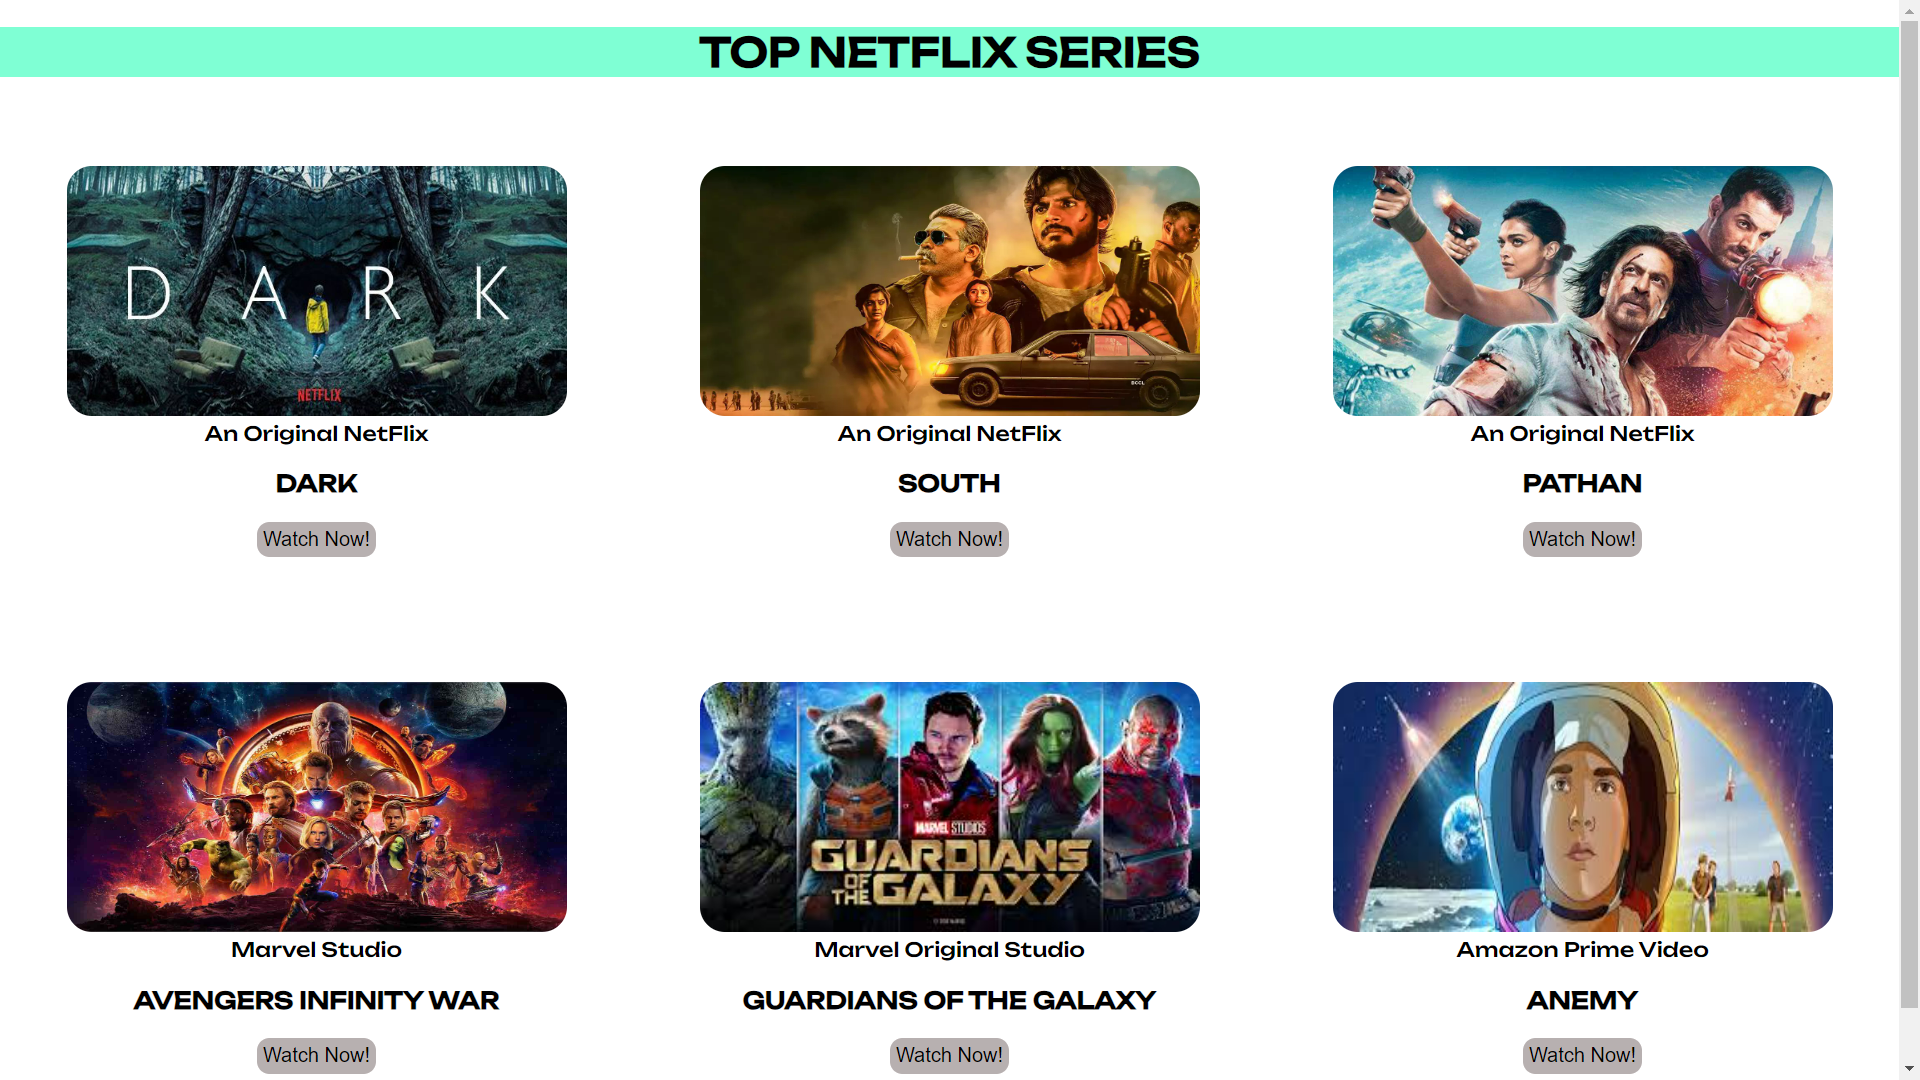 TOP NETFLIX SERIES
D A R K
NETFLIX
BCCL
An Original NetFlix
An Original NetFlix
An Original NetFlix
DARK
SOUTH
PATHAN
Watch Now!
Watch Now!
Watch Now!
MARVEL STUDIOS
GUARDIANS
OF THE GALAXY
Marvel Studio
Marvel Original Studio
Amazon Prime Video
AVENGERS INFINITY WAR
GUARDIANS OF THE GALAXY
ANEMY
Watch Now!
Watch Now!
Watch Now!